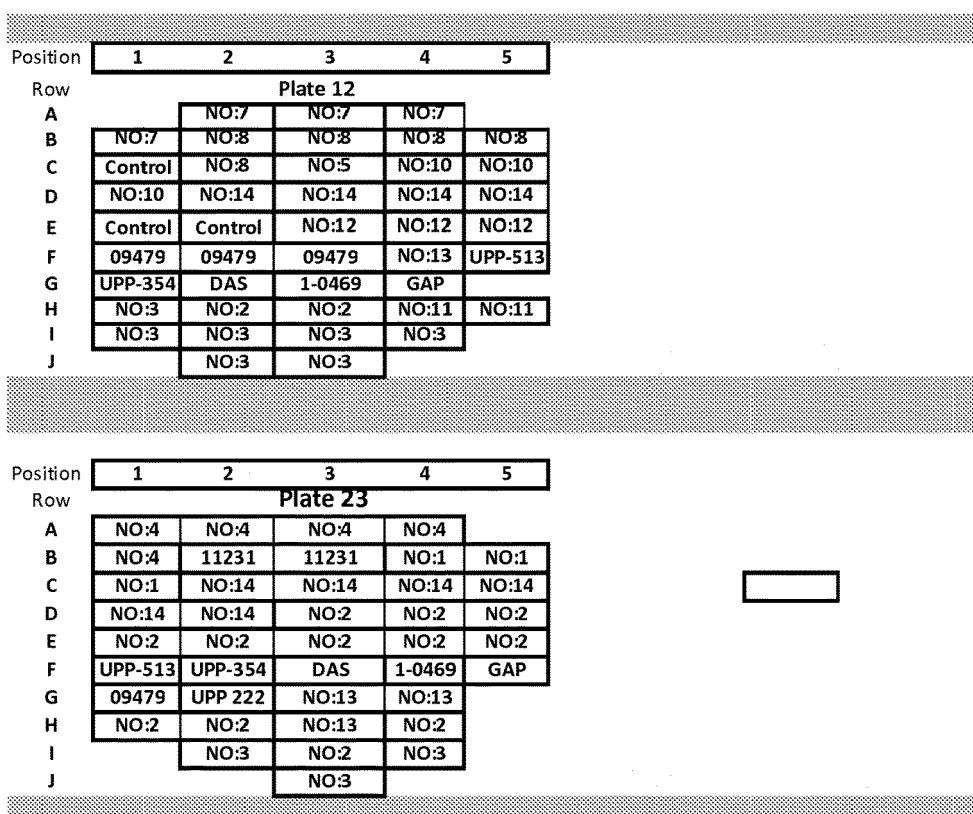 Position 1 2 3 4 5
Row Plate 12
A NO:7 NO:7 NO:7
B NO:7 NO:8 NO:8 NO:8 NO:8
C Control NO:8 NO:5 NO:10 NO:10
D NO:10 NO:14 NO:14 NO:14 NO:14
E Control Control NO:12 NO:12 NO:12
F 09479 09479 09479 NO:13 UPP-513
G UPP-354 DAS 1-0469 GAP
H NO:3 NO:2 NO:2 NO:11 NO:11
I NO:3 NO:3 NO:3 NO:3
J NO:3 NO:3
Position 1 2 3 4 5
Row Plate 23
A NO:4 NO:4 NO:4 NO:4
B NO:4 11231 11231 NO:1 NO:1
C NO:1 NO:14 NO:14 NO:14 NO:14
D NO:14 NO:14 NO:2 NO:2 NO:2
E NO:2 NO:2 NO:2 NO:2 NO:2
F UPP-513 UPP-354 DAS 1-0469 GAP
G 09479 UPP 222 NO:13 NO:13
H NO:2 NO:2 NO:13 NO:2
I NO:3 NO:2 NO:3
J NO:3